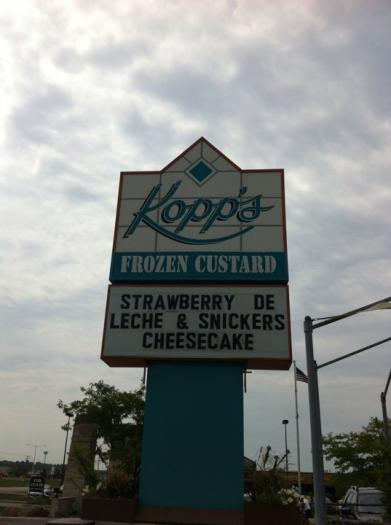 Kopp's
FROZEN CUSTARD
STRAWBERRY DE
LECHE & SNICKERS
CHEESECAKE